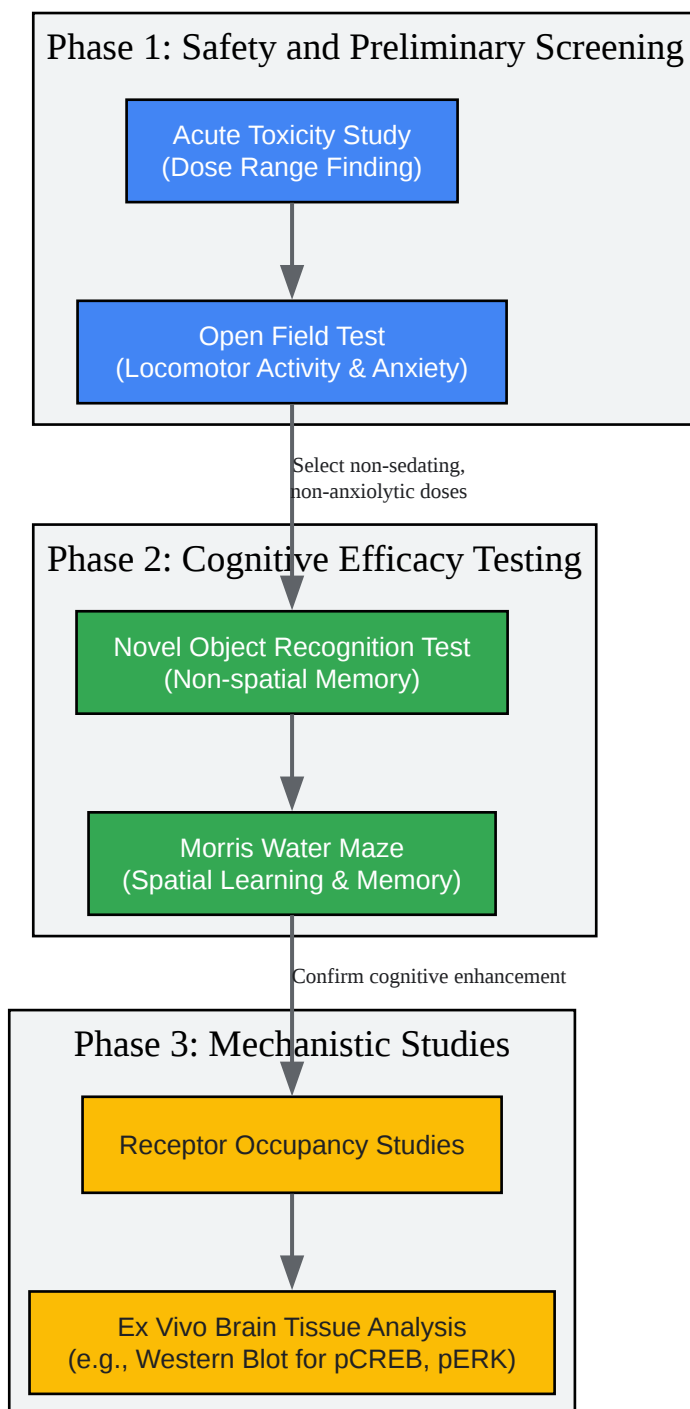 Phase 1: Safety and Preliminary Screening
Acute Toxicity Study
(Dose Range Finding)
Open Field Test
(Locomotor Activity & Anxiety)
Select non-sedating,
non-anxiolytic doses
Phase 2: Cognitive Efficacy Testing
Novel Object Recognition Test
(Non-spatial Memory)
Morris Water Maze
(Spatial Learning & Memory)
Confirm cognitive enhancement
Phase 3: Mechanistic Studies
Receptor Occupancy Studies
Ex Vivo Brain Tissue Analysis
(e.g., Western Blot for pCREB, pERK)